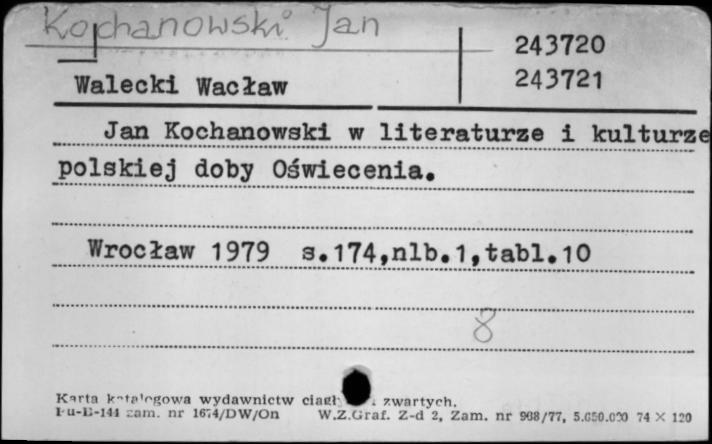 Kochanowski Jan
243720
Walecki Wacław
243721
Jan Kochanowski w literaturze i kulturze
polskiej doby Oświecenia.
Wrocław 1979 s.174,nlb.1,tabl.10
8
Karta katalogowa wydawnictw zwartych.
Pu-B-144 zam. nr 1674/DW/On W.Z.Graf. Z-d 2, Zam. nr 968/77, 5.050.000 74 × 120